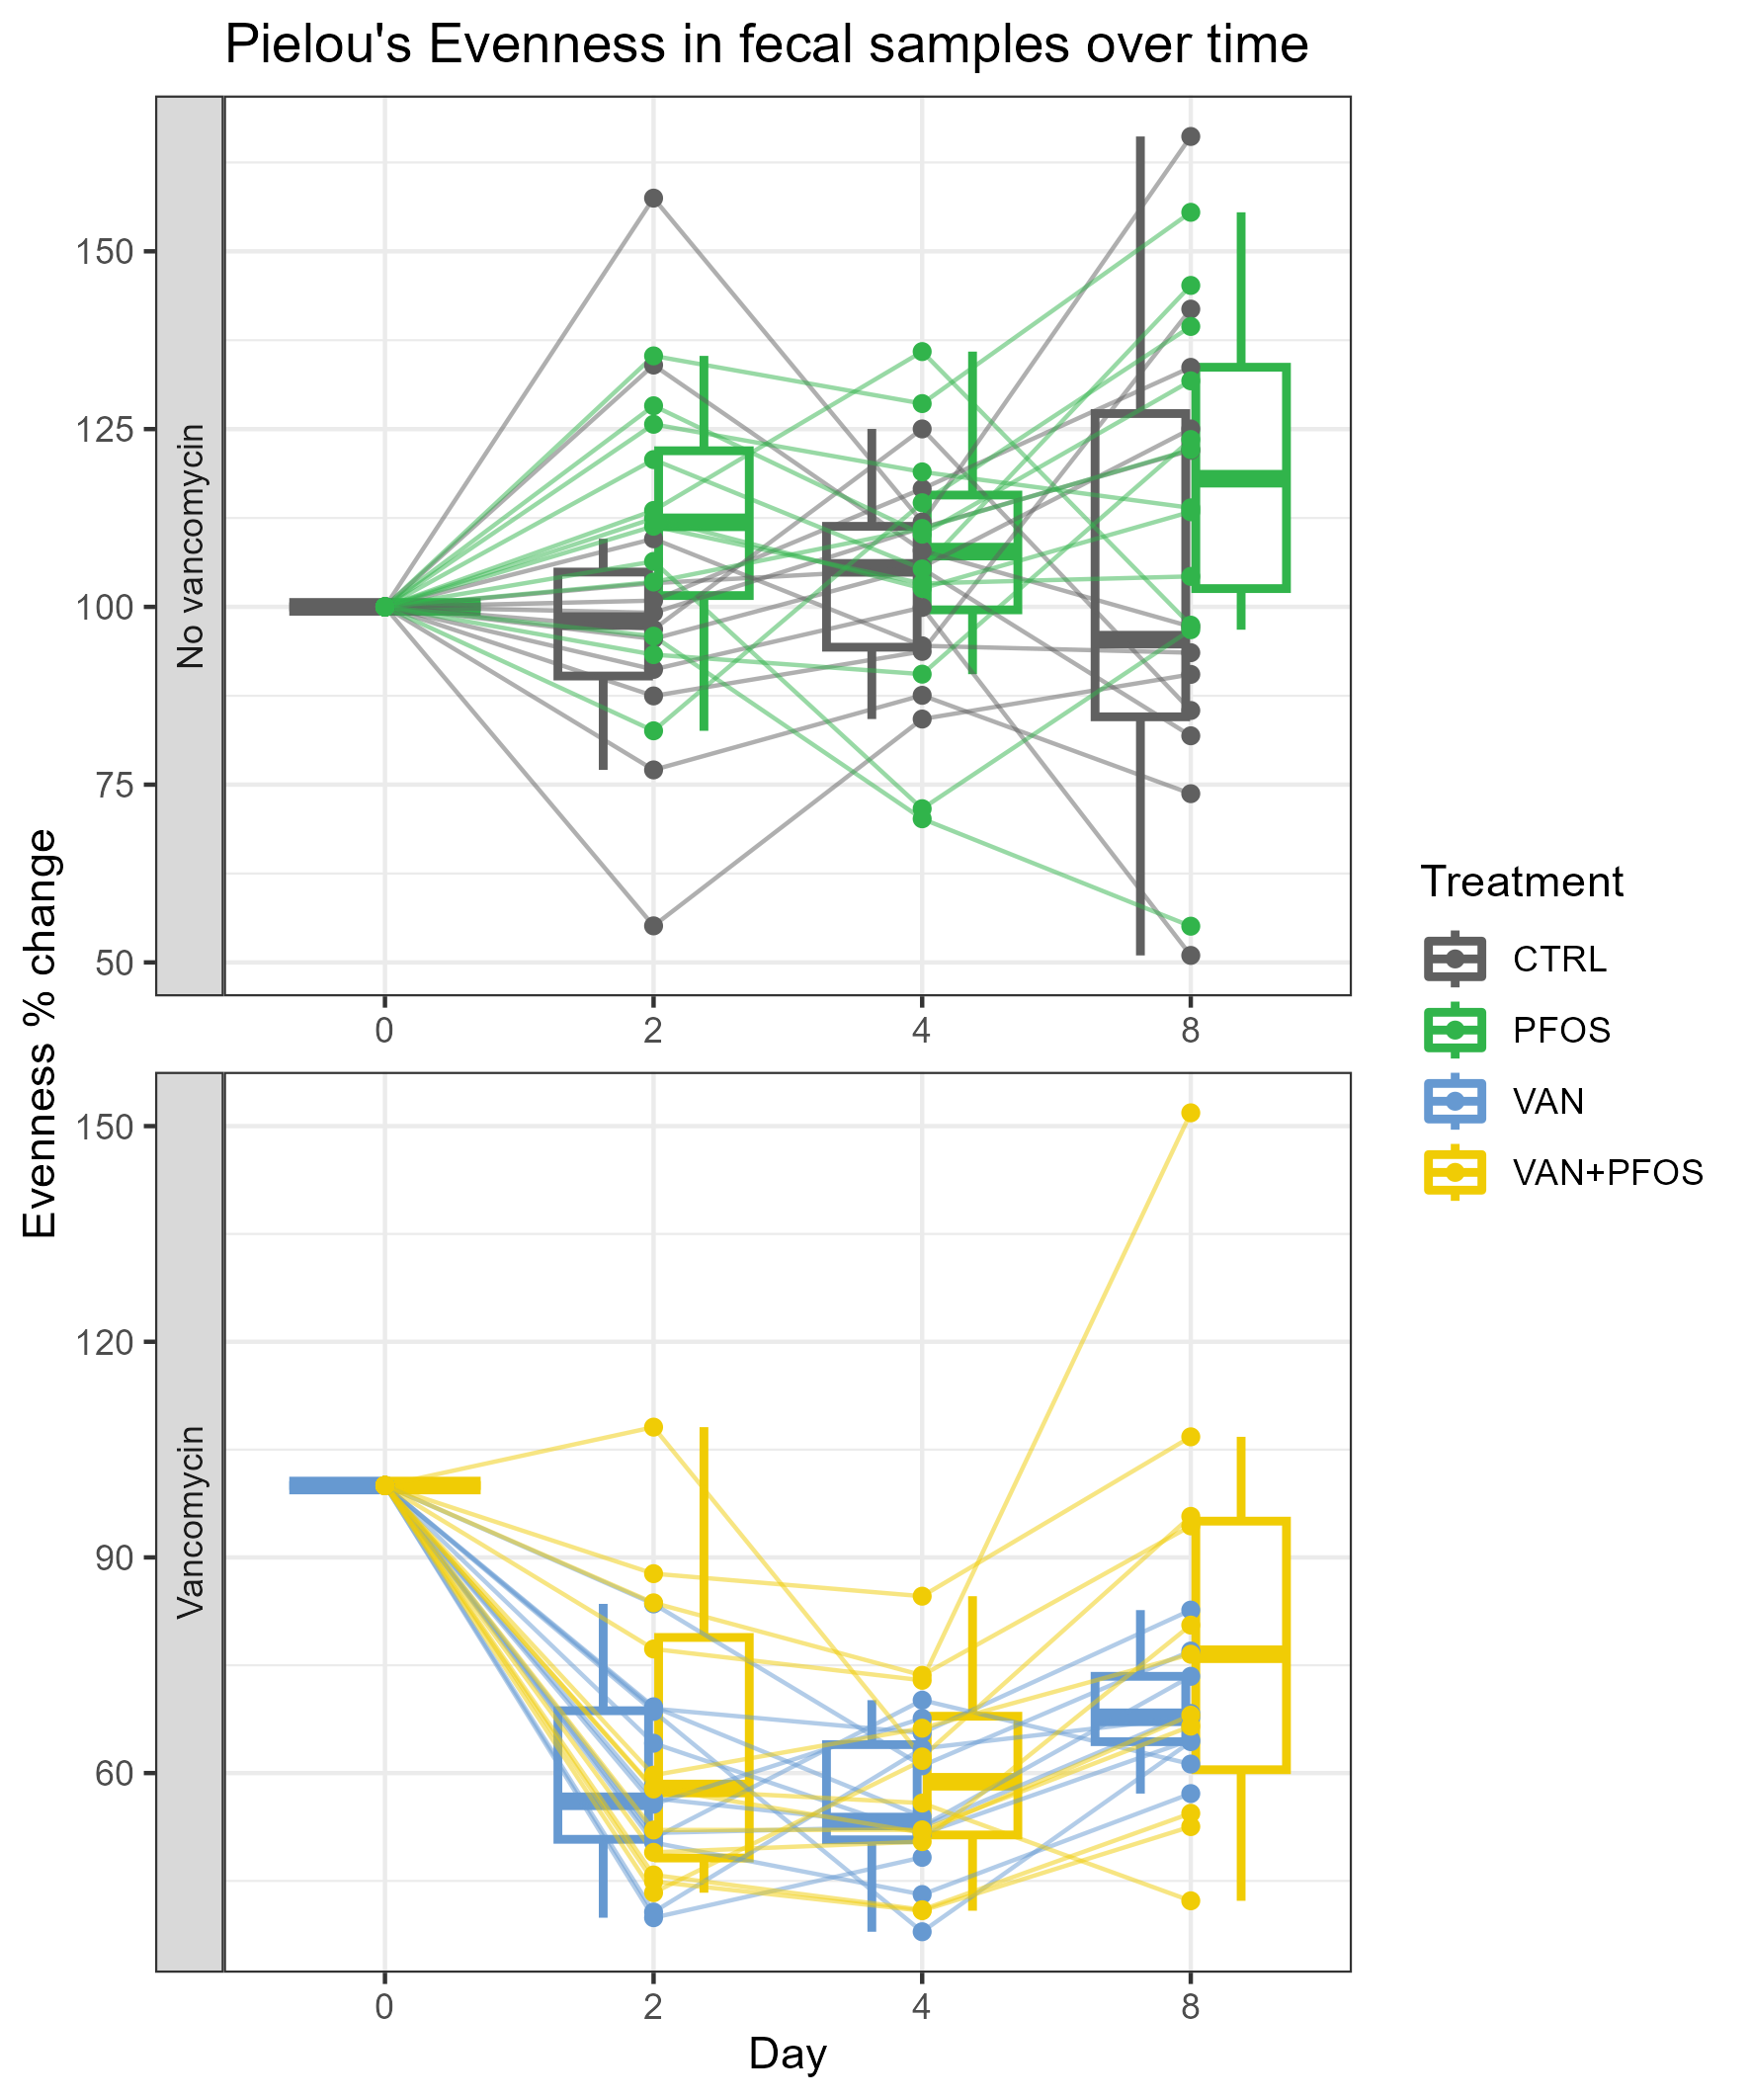 Pielou's Evenness in fecal samples over time
Evenness % change
No vancomycin
150
125
100
75
50
0 2 4 8
Vancomycin
150
120
90
60
0 2 4 8
Day
Treatment
CTRL
PFOS
VAN
VAN+PFOS